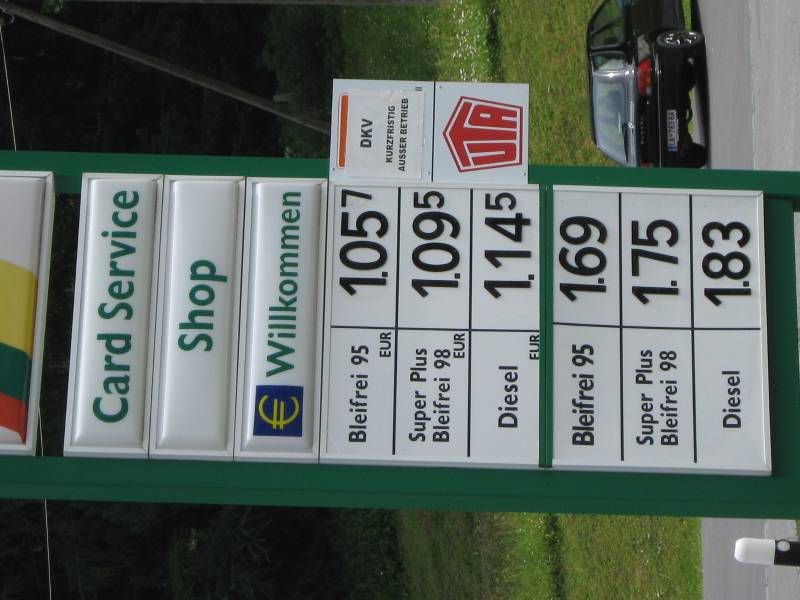 Card Service
Shop
€ Willkommen
DKV
KURZFRISTIG
AUSSER BETRIEB
UTA
Bleifrei 95 1.057
EUR
Super Plus
Bleifrei 98 1.095
EUR
Diesel 1.145
EUR
Bleifrei 95 1.69
Super Plus
Bleifrei 98 1.75
Diesel 1.83